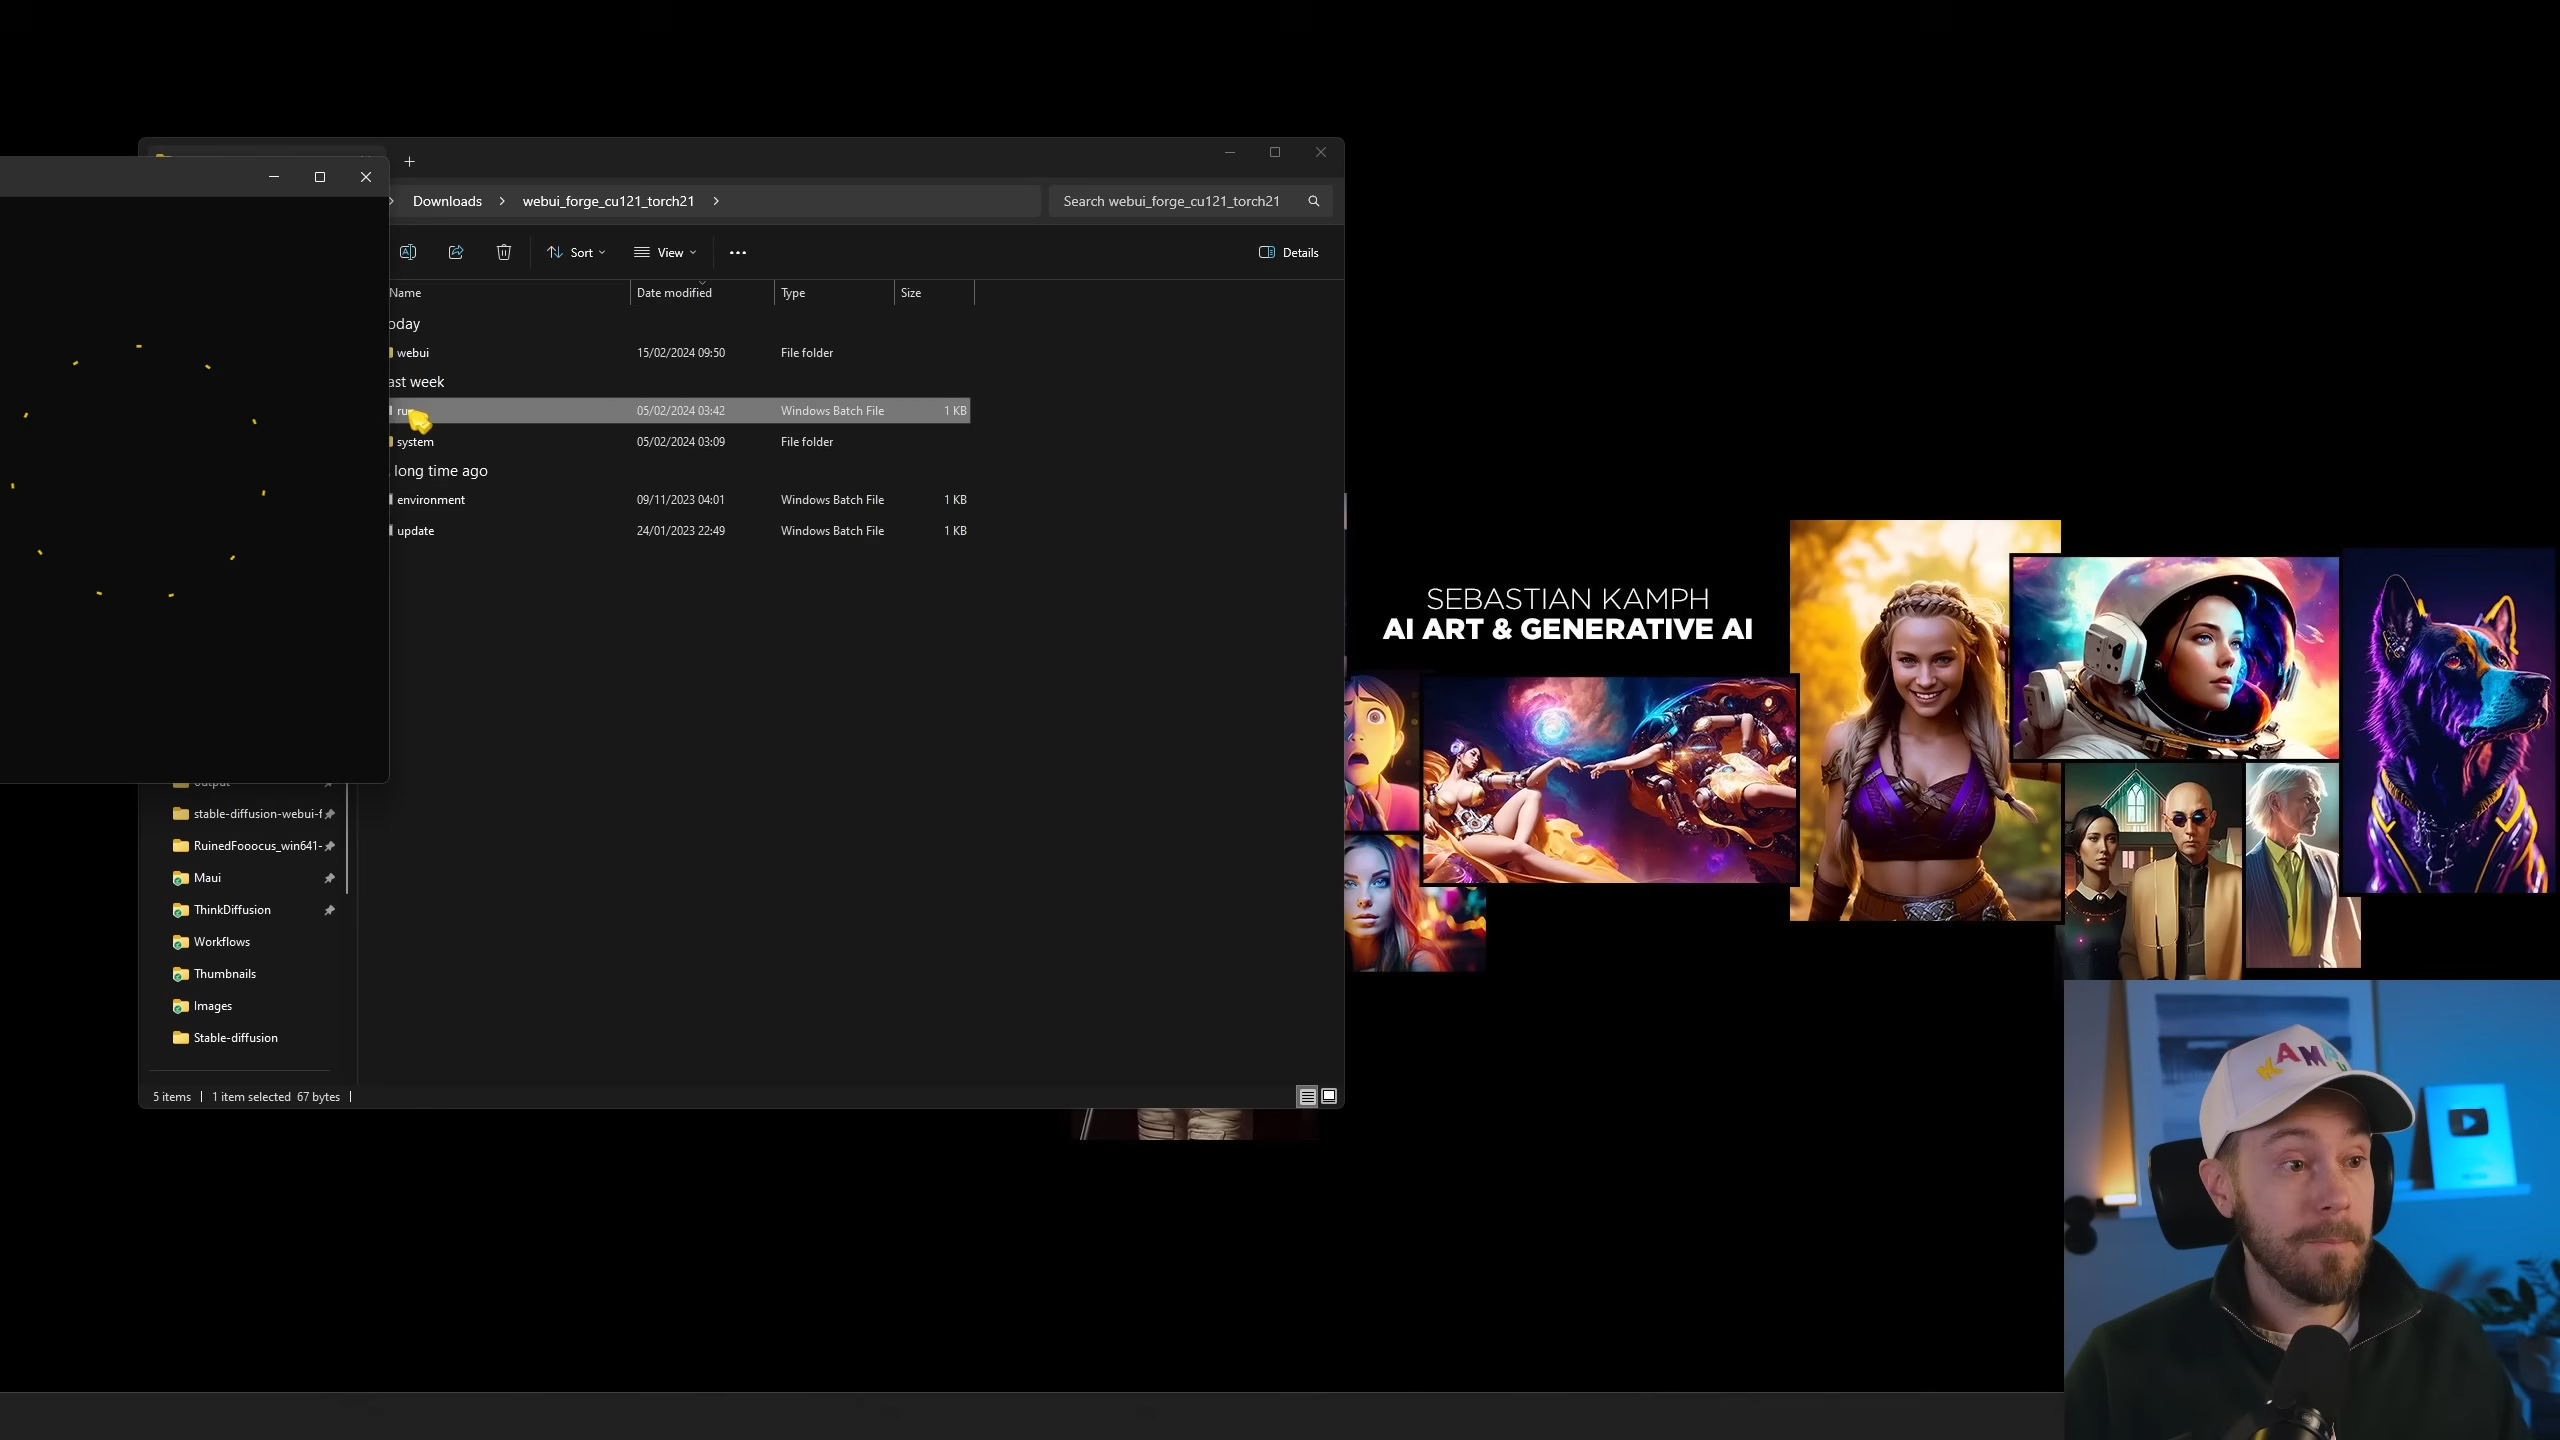 Downloads > webui_forge_cu121_torch21 >
Search webui_forge_cu121_torch21
Sort
View
Details
Name
Date modified
Type
Size
oday
webui
15/02/2024 09:50
File folder
ast week
05/02/2024 03:42
Windows Batch File
1 KB
system
05/02/2024 03:09
File folder
long time ago
environment
09/11/2023 04:01
Windows Batch File
1 KB
update
24/01/2023 22:49
Windows Batch File
1 KB
output
stable-diffusion-webui-f
RuinedFooocus_win641-
Maui
ThinkDiffusion
Workflows
Thumbnails
Images
Stable-diffusion
5 items
1 item selected 67 bytes
SEBASTIAN KAMPH
AI ART & GENERATIVE AI